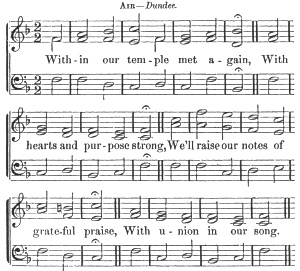 AIR—Dundee.
With-in our tem-ple met a-gain, With
hearts and pur-pose strong, We'll raise our notes of
grate-ful praise, With u-nion in our song.